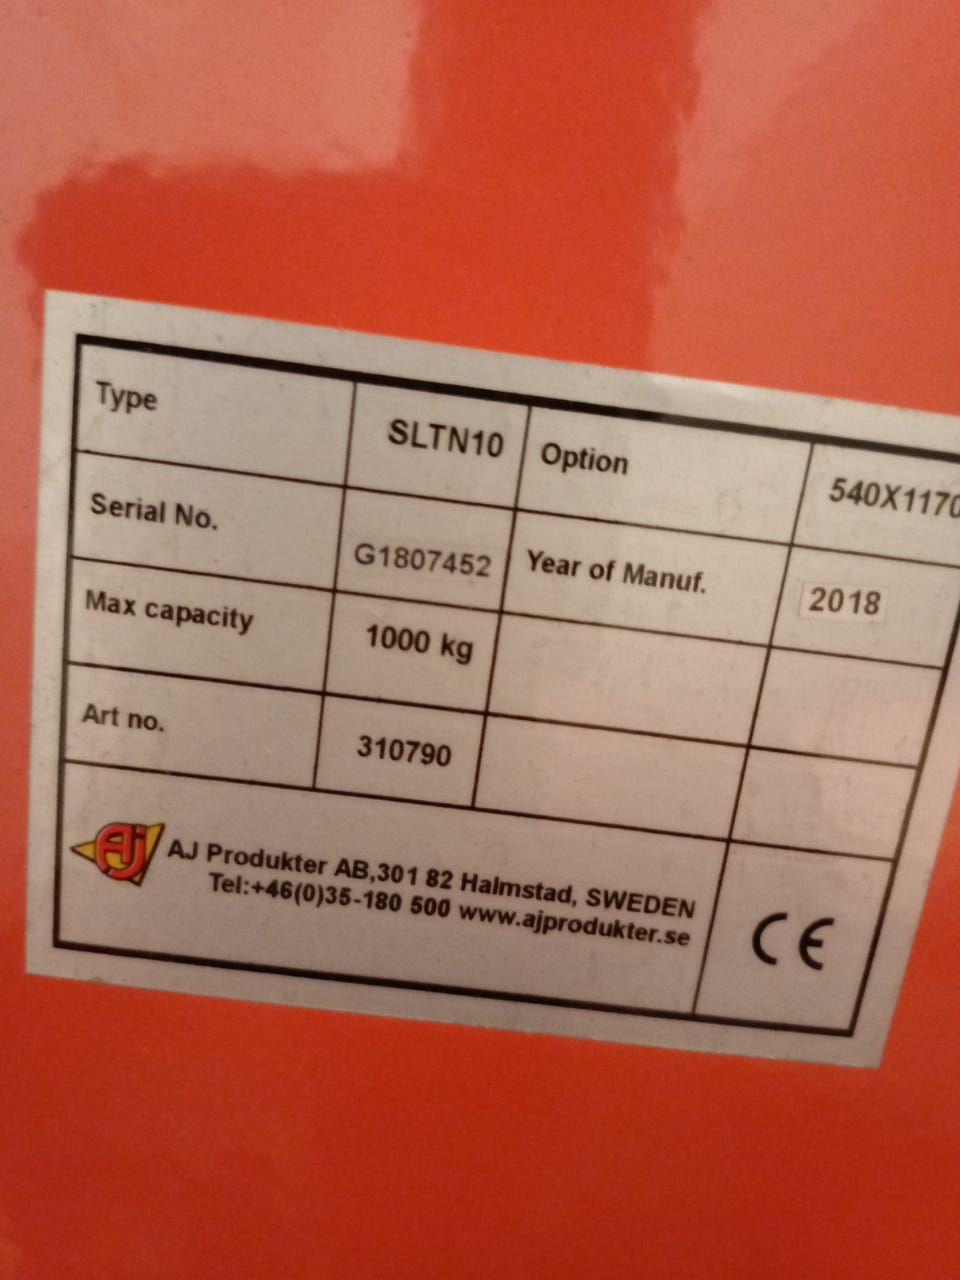 Type SLTN10 Option 540X1170
Serial No. G1807452 Year of Manuf. 2018
Max capacity 1000 kg
Art no. 310790
AJ AJ Produkter AB,301 82 Halmstad, SWEDEN
Tel:+46(0)35-180 500 www.ajprodukter.se
CE